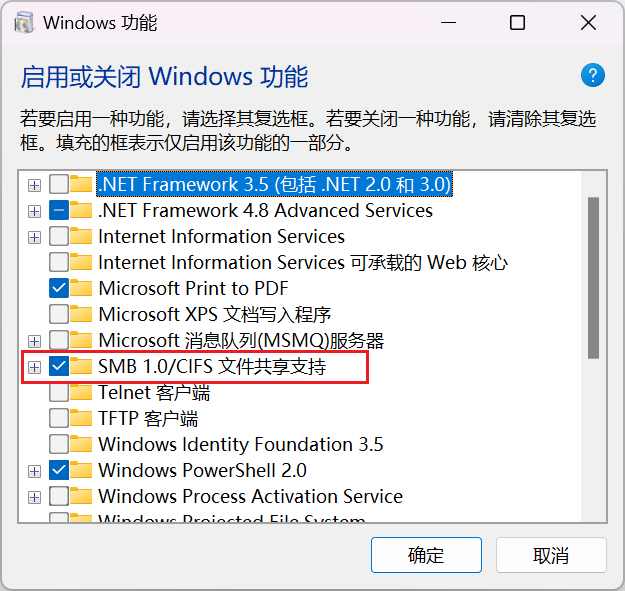 Windows 功能
启用或关闭 Windows 功能
?
若要启用一种功能，请选择其复选框。若要关闭一种功能，请清除其复选
框。填充的框表示仅启用该功能的一部分。
.NET Framework 3.5 (包括 .NET 2.0 和 3.0)
.NET Framework 4.8 Advanced Services
Internet Information Services
Internet Information Services 可承载的 Web 核心
Microsoft Print to PDF
Microsoft XPS 文档写入程序
Microsoft 消息队列(MSMQ)服务器
SMB 1.0/CIFS 文件共享支持
Telnet 客户端
TFTP 客户端
Windows Identity Foundation 3.5
Windows PowerShell 2.0
Windows Process Activation Service
Windows Projected File System
确定
取消